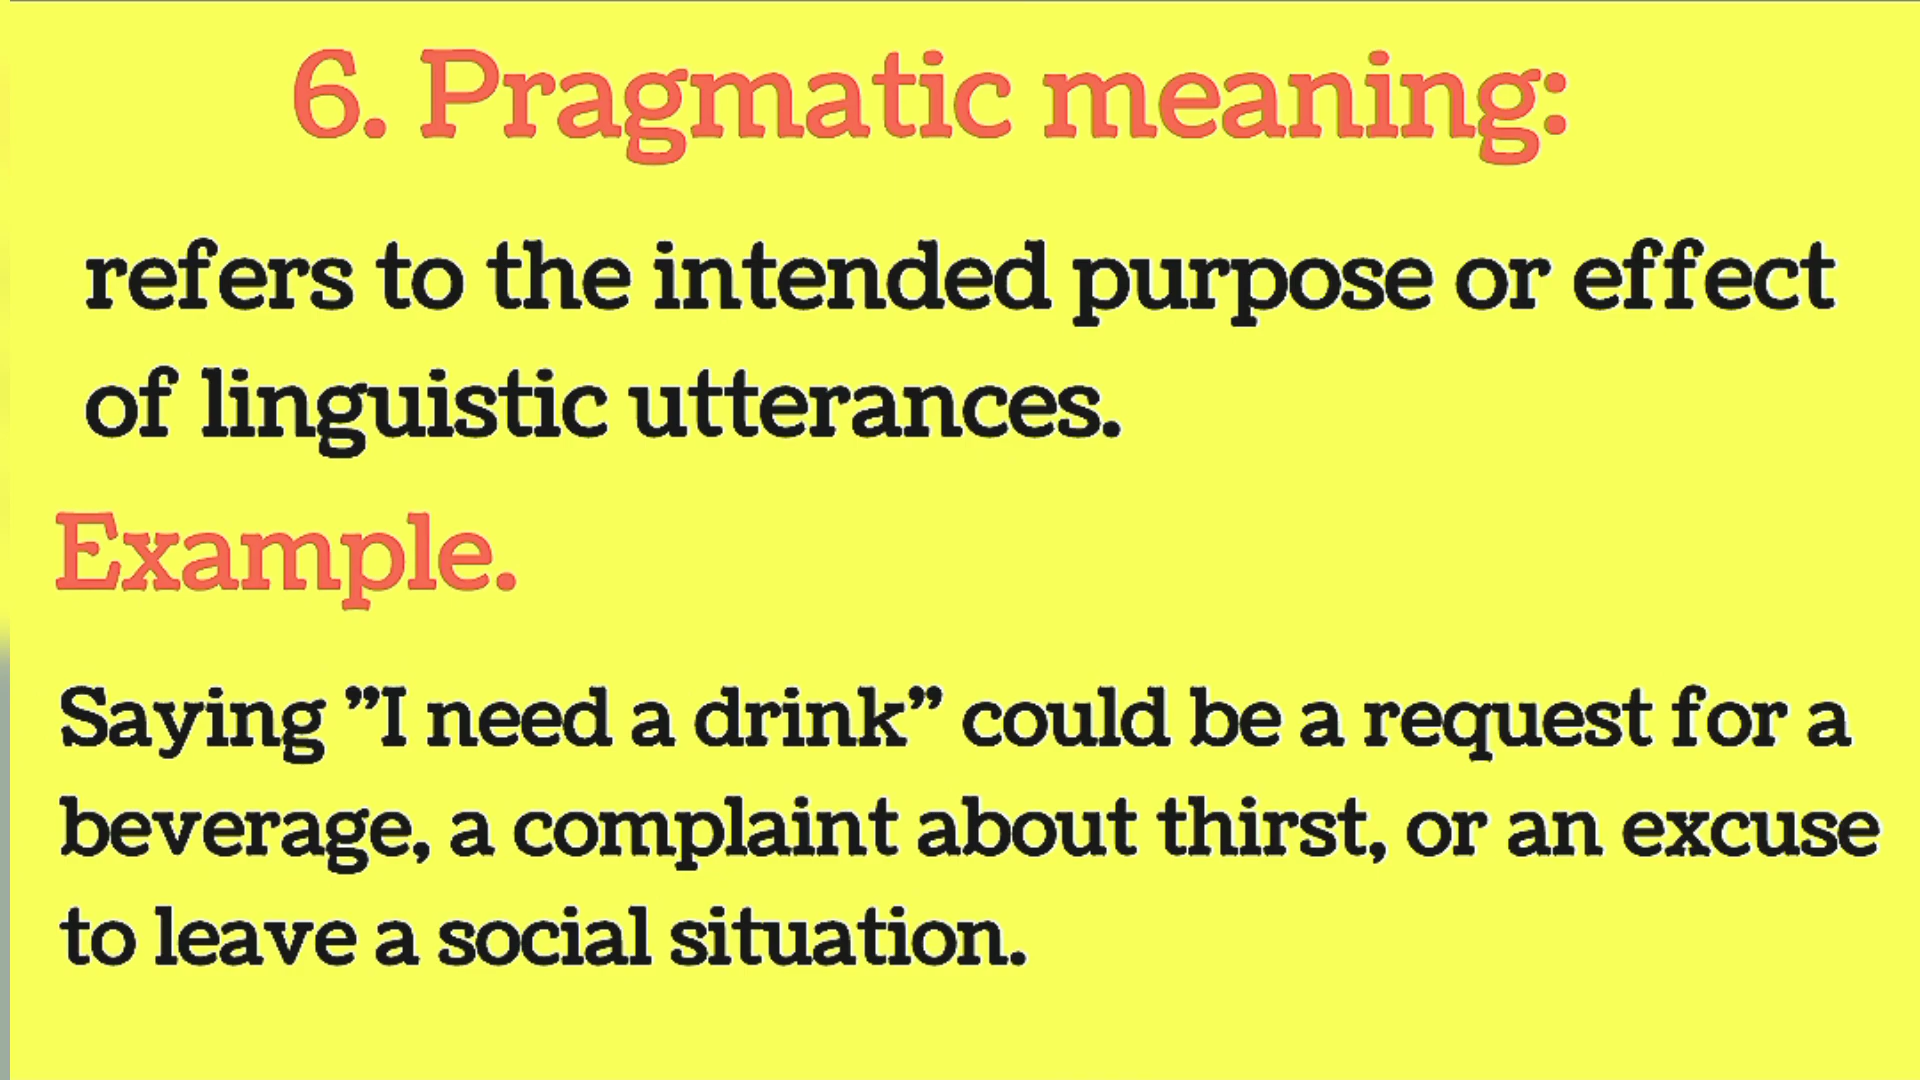 6. Pragmatic meaning:
refers to the intended purpose or effect
of linguistic utterances.
Example.
Saying ”I need a drink” could be a request for a
beverage, a complaint about thirst, or an excuse
to leave a social situation.